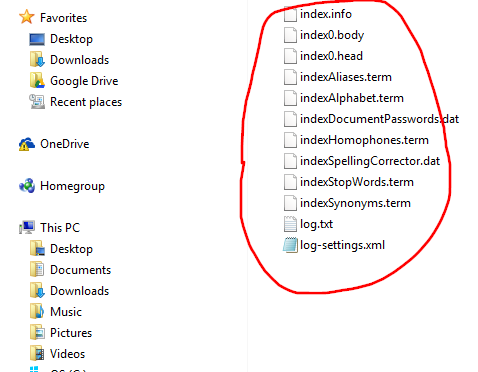 Favorites
Desktop
Downloads
Google Drive
Recent places
OneDrive
Homegroup
This PC
Desktop
Documents
Downloads
Music
Pictures
Videos
index.info
index0.body
index0.head
indexAliases.term
indexAlphabet.term
indexDocumentPasswords.dat
indexHomophones.term
indexSpellingCorrector.dat
indexStopWords.term
indexSynonyms.term
log.txt
log-settings.xml